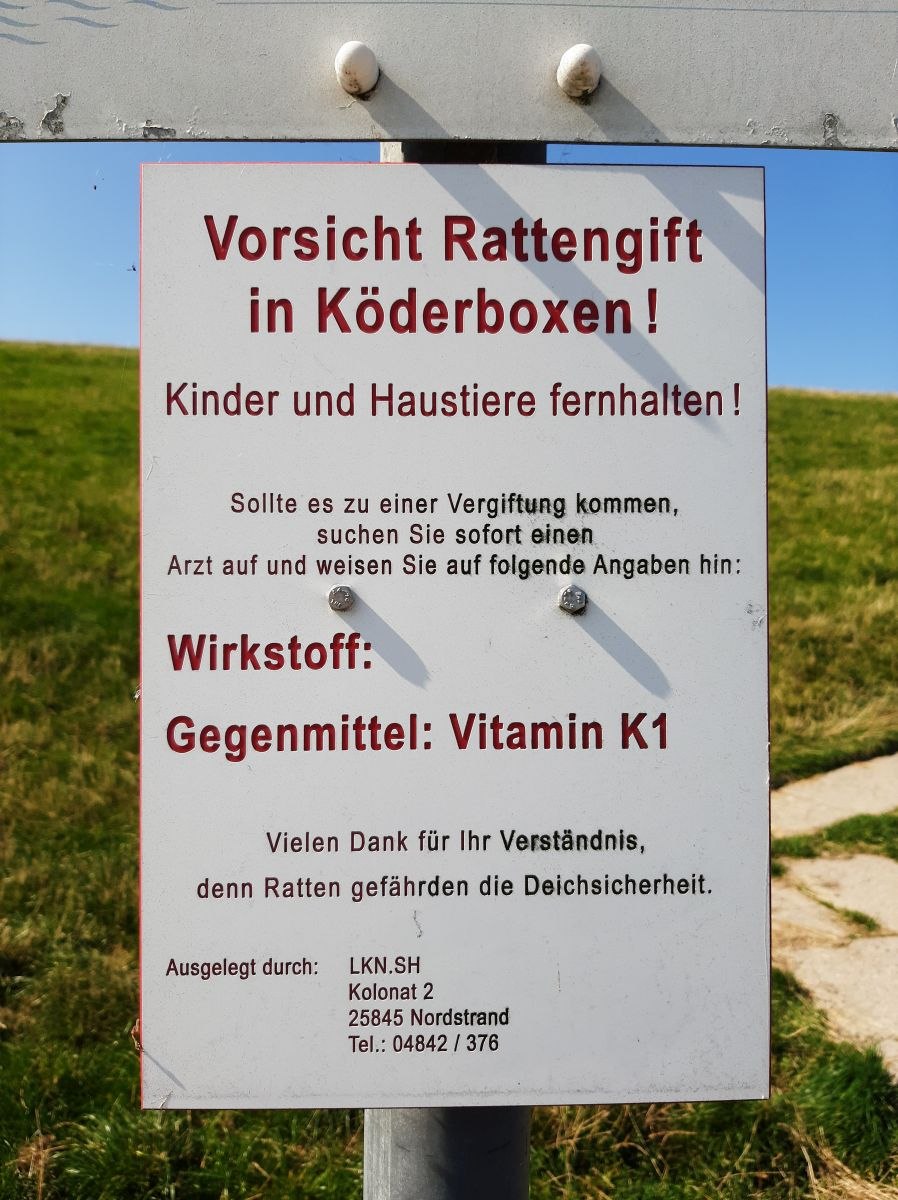 Vorsicht Rattengift
in Köderboxen!
Kinder und Haustiere fernhalten!
Sollte es zu einer Vergiftung kommen,
suchen Sie sofort einen
Arzt auf und weisen Sie auf folgende Angaben hin:
Wirkstoff:
Gegenmittel: Vitamin K1
Vielen Dank für Ihr Verständnis,
denn Ratten gefährden die Deichsicherheit.
Ausgelegt durch: LKN.SH
Kolonat 2
25845 Nordstrand
Tel.: 04842 / 376